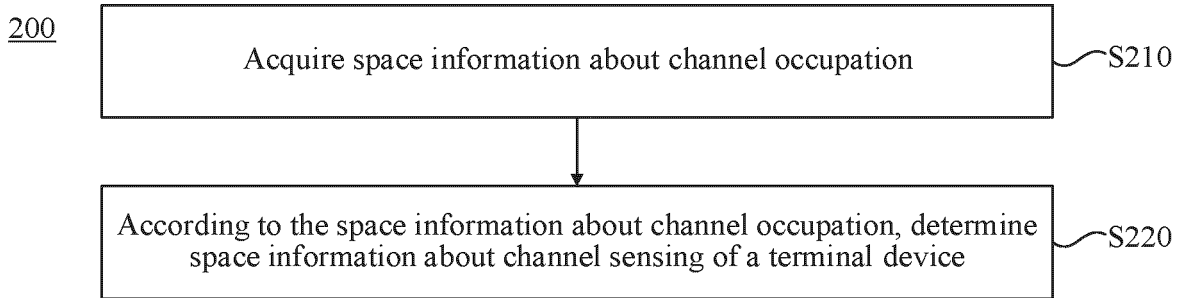 200
Acquire space information about channel occupation
S210
According to the space information about channel occupation, determine
space information about channel sensing of a terminal device
S220